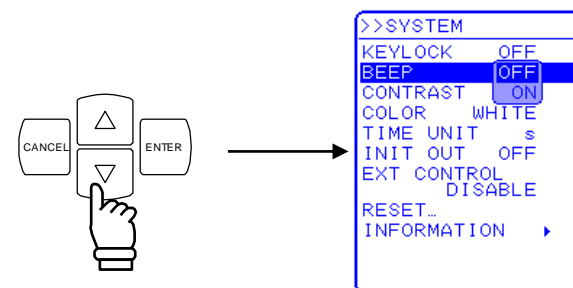 CANCEL
ENTER
>>SYSTEM
KEYLOCK OFF
BEEP OFF
CONTRAST ON
COLOR WHITE
TIME UNIT s
INIT OUT OFF
EXT CONTROL
DISABLE
RESET…
INFORMATION